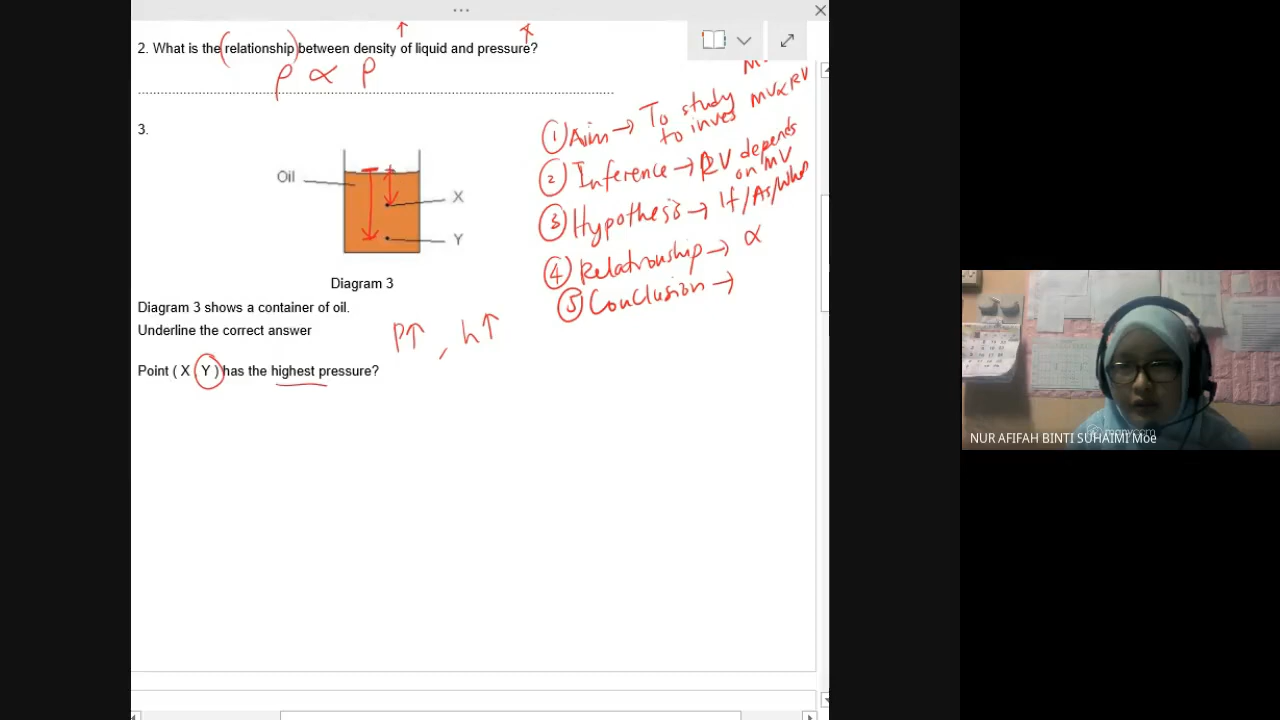 2. What is the relationship between density of liquid and pressure?
ρ ∝ P
3.
Oil
X
Y
Diagram 3
Diagram 3 shows a container of oil.
Underline the correct answer
P↑, h↑
Point ( X Y ) has the highest pressure?
MV∝RV
① Aim → To study
to inves
② Inference → RV depends
on MV
③ Hypothesis → If/As/When
④ Relationship → ∝
⑤ Conclusion →
NUR AFIFAH BINTI SUHAIMI Moe
manycam